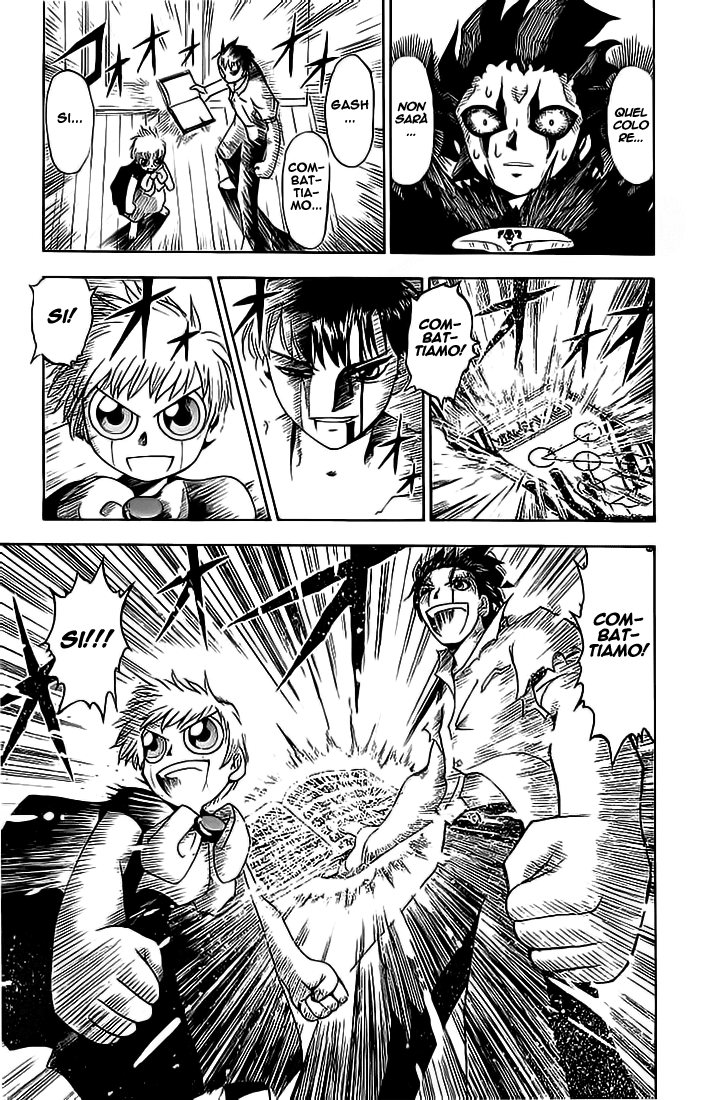 QUEL
COLO
RE...
NON
SARÀ
...
GASH
...
COM-
BAT-
TIA-
MO...
SI...
COM-
BAT-
TIAMO!
SI!
COM-
BAT-
TIAMO!
SI!!!